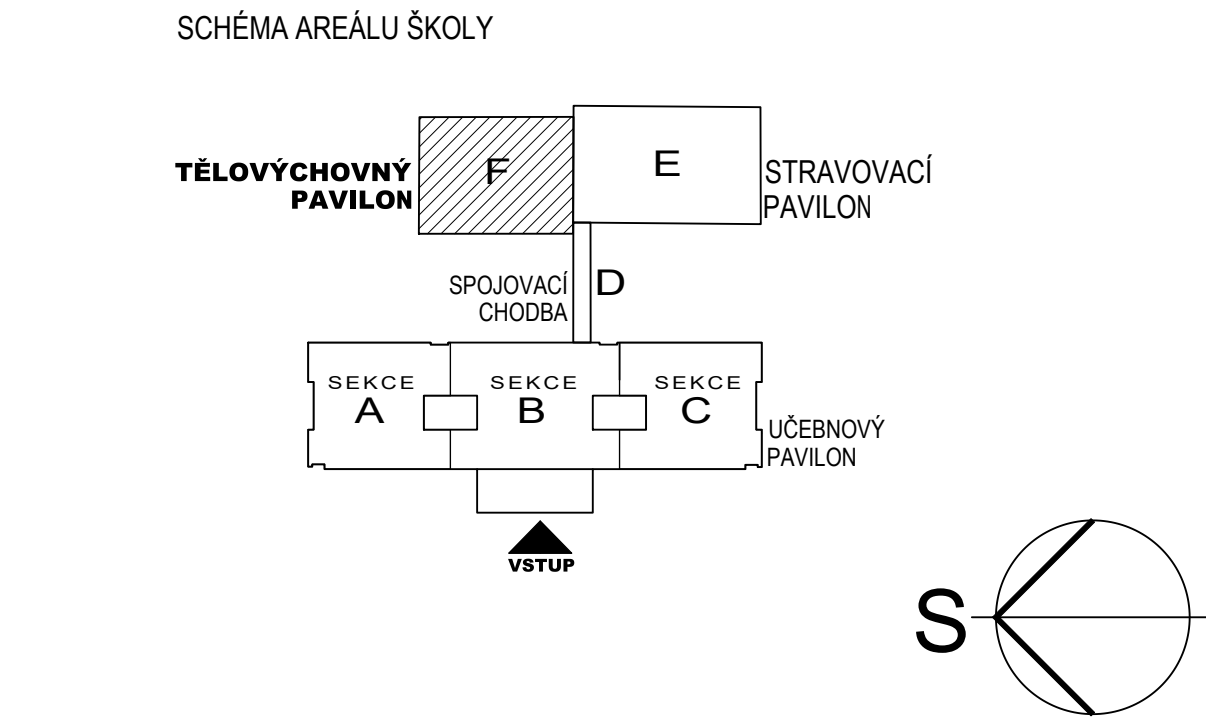 SCHÉMA AREÁLU ŠKOLY
TĚLOVÝCHOVNÝ
PAVILON
F
E
STRAVOVACÍ
PAVILON
SPOJOVACÍ
CHODBA
D
SEKCE
A
SEKCE
B
SEKCE
C
UČEBNOVÝ
PAVILON
VSTUP
S